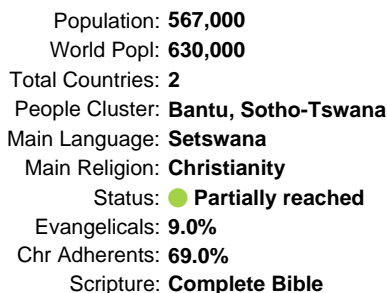 Population: 567,000
World Popl: 630,000
Total Countries: 2
People Cluster: Bantu, Sotho-Tswana
Main Language: Setswana
Main Religion: Christianity
Status: Partially reached
Evangelicals: 9.0%
Chr Adherents: 69.0%
Scripture: Complete Bible